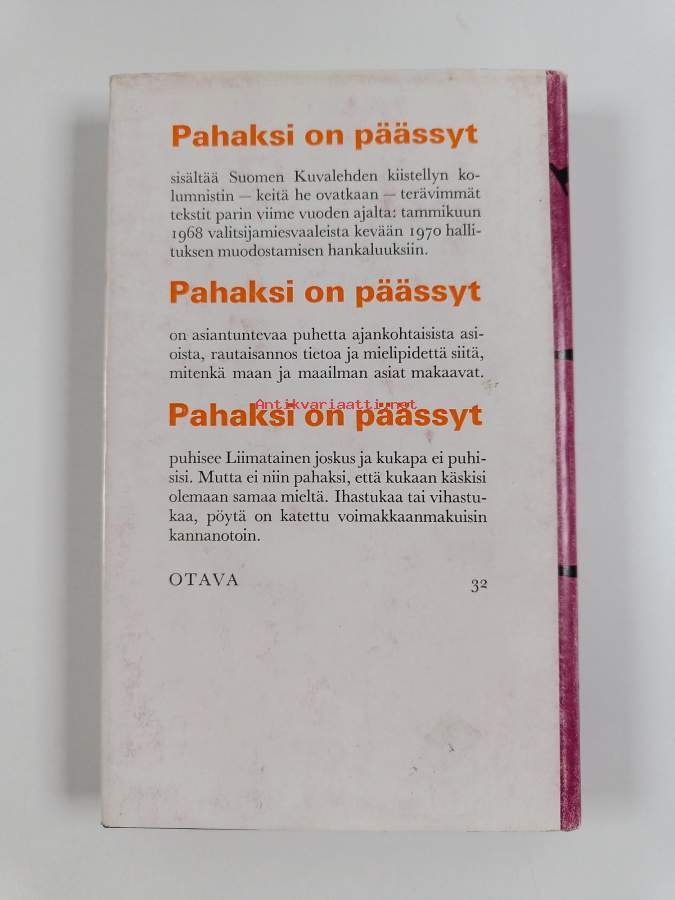 Pahaksi on päässyt
sisältää Suomen Kuvalehden kiistellyn ko-
lumnistin – keitä he ovatkaan – terävimmät
tekstit parin viime vuoden ajalta: tammikuun
1968 valitsijamiesvaaleista kevään 1970 halli-
tuksen muodostamisen hankaluuksiin.
Pahaksi on päässyt
on asiantuntevaa puhetta ajankohtaisista asi-
oista, rautaisannos tietoa ja mielipidettä siitä,
mitenkä maan ja maailman asiat makaavat.
Antikvariaatti.net
Pahaksi on päässyt
puhisee Liimatainen joskus ja kukapa ei puhi-
sisi. Mutta ei niin pahaksi, että kukaan käskisi
olemaan samaa mieltä. Ihastukaa tai vihastu-
kaa, pöytä on katettu voimakkaanmakuisin
kannanotoin.
OTAVA 32